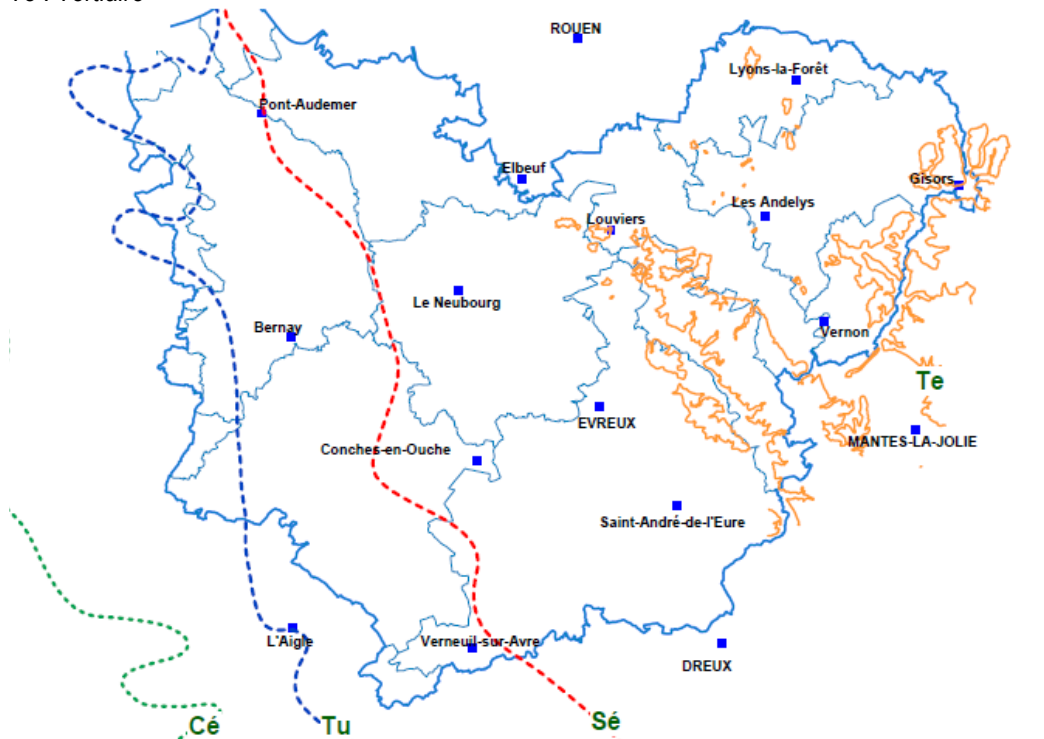 ROUEN
Lyons-la-Forêt
Pont-Audemer
Elbeuf
Gisors
Les Andelys
Louviers
Le Neubourg
Bernay
Vernon
Te
EVREUX
MANTES-LA-JOLIE
Conches-en-Ouche
Saint-André-de-l'Eure
L'Aigle
Verneuil-sur-Avre
DREUX
Cé
Tu
Sé